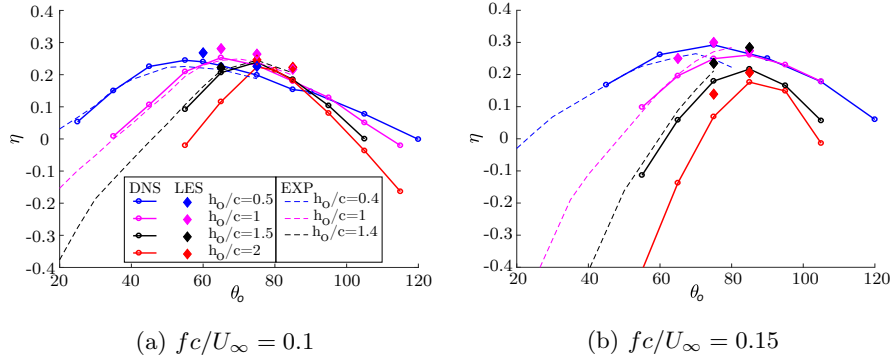 0.4
0.3
0.2
0.1
0
-0.1
-0.2
-0.3
-0.4
η
20 40 60 80 100 120
θo
DNS LES EXP
ho/c=0.5 ho/c=0.4
ho/c=1 ho/c=1
ho/c=1.5 ho/c=1.4
ho/c=2
(a) fc/U∞ = 0.1
0.4
0.3
0.2
0.1
0
-0.1
-0.2
-0.3
-0.4
η
20 40 60 80 100 120
θo
(b) fc/U∞ = 0.15